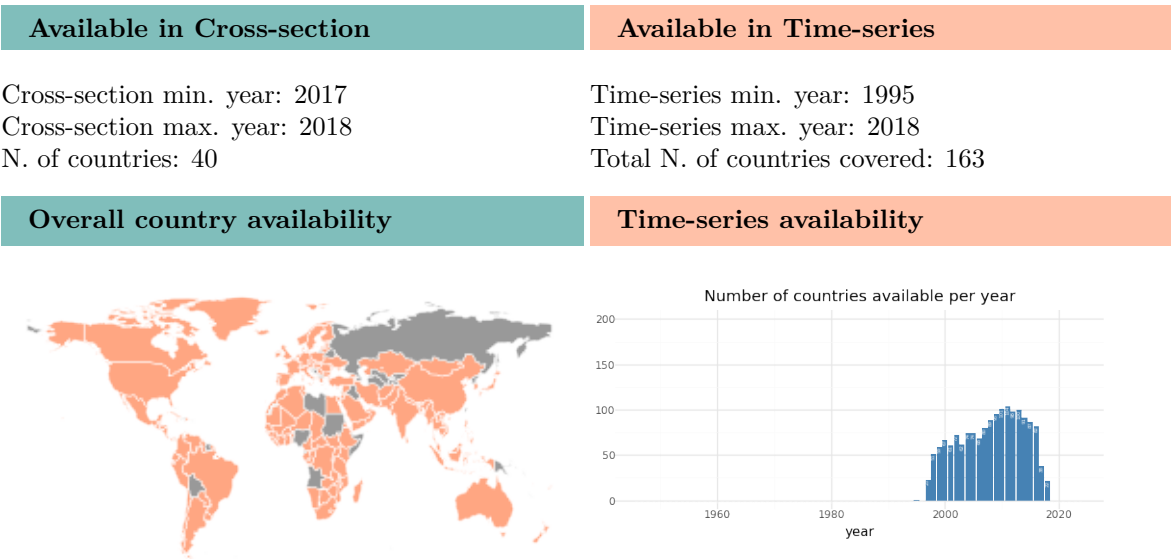 Available in Cross-section
Available in Time-series
Cross-section min. year: 2017
Cross-section max. year: 2018
N. of countries: 40
Time-series min. year: 1995
Time-series max. year: 2018
Total N. of countries covered: 163
Overall country availability
Time-series availability
Number of countries available per year
200
150
100
50
0
1960
1980
2000
2020
year